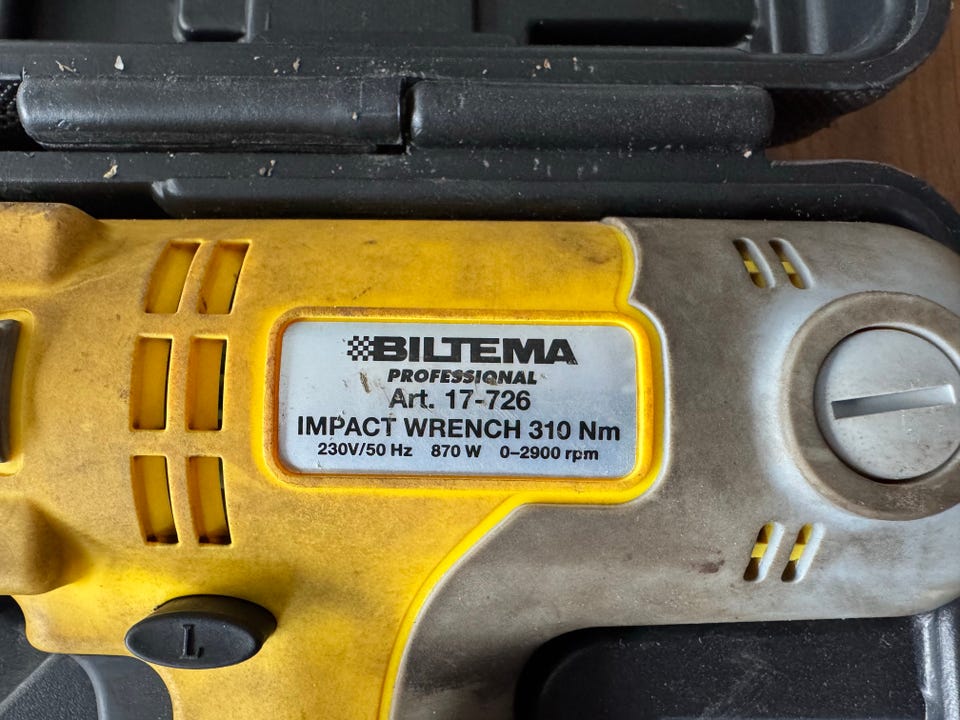 BILTEMA
PROFESSIONAL
Art. 17-726
IMPACT WRENCH 310 Nm
230V/50 Hz 870 W 0–2900 rpm
L